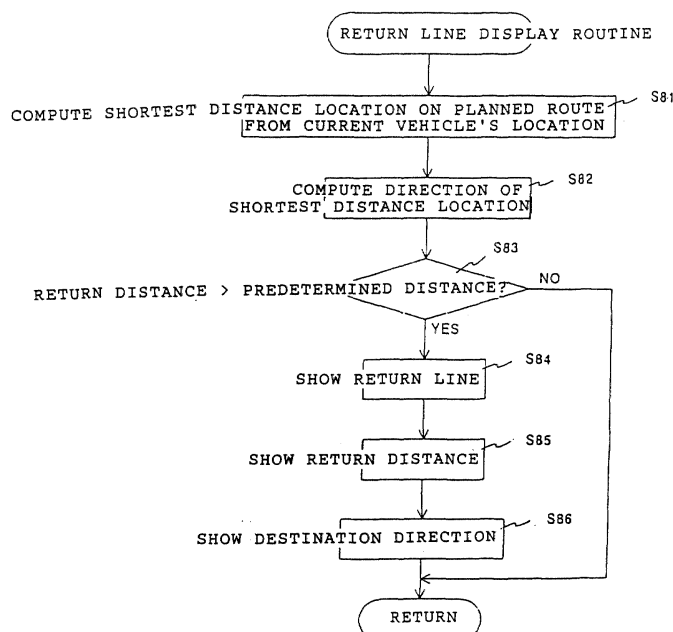 RETURN LINE DISPLAY ROUTINE
COMPUTE SHORTEST DISTANCE LOCATION ON PLANNED ROUTE
FROM CURRENT VEHICLE'S LOCATION
S81
COMPUTE DIRECTION OF
SHORTEST DISTANCE LOCATION
S82
S83
RETURN DISTANCE > PREDETERMINED DISTANCE?
NO
YES
SHOW RETURN LINE
S84
SHOW RETURN DISTANCE
S85
SHOW DESTINATION DIRECTION
S86
RETURN